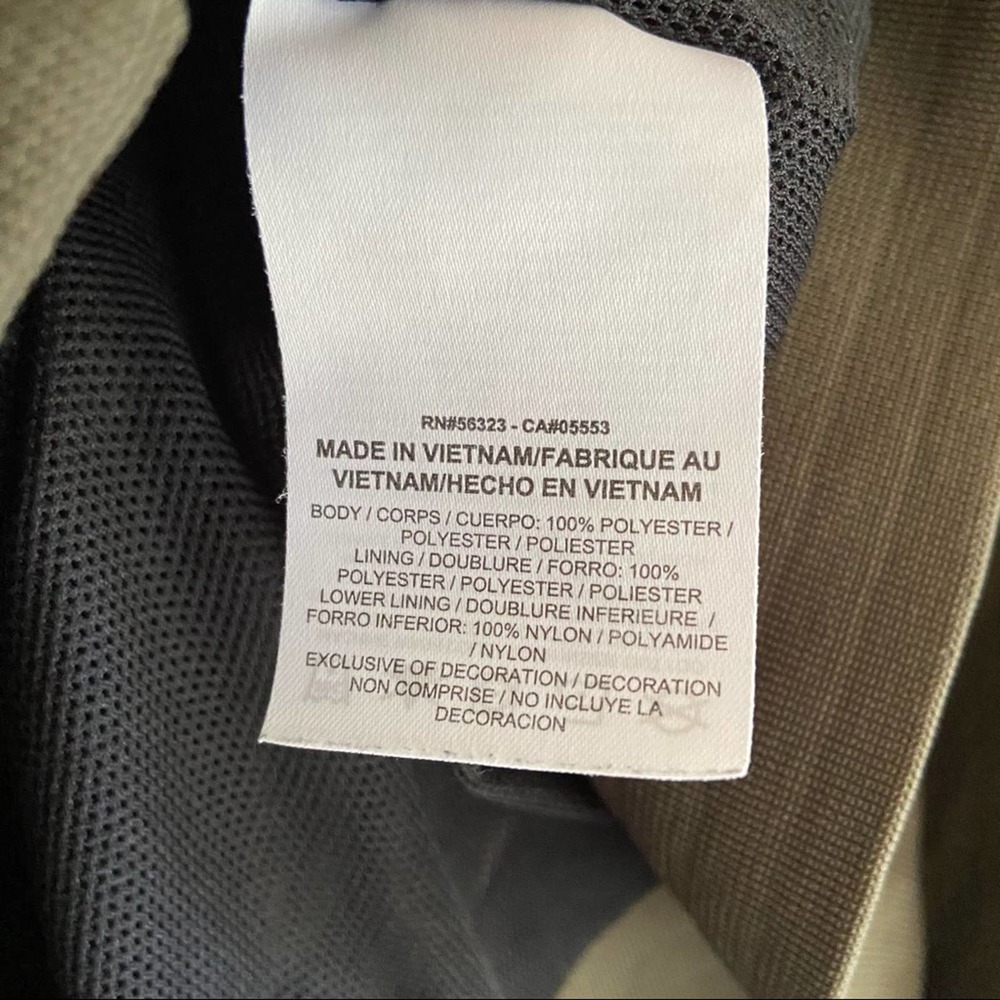 RN#56323 - CA#05553
MADE IN VIETNAM/FABRIQUE AU
VIETNAM/HECHO EN VIETNAM
BODY / CORPS / CUERPO: 100% POLYESTER /
POLYESTER / POLIESTER
LINING / DOUBLURE / FORRO: 100%
POLYESTER / POLYESTER / POLIESTER
LOWER LINING / DOUBLURE INFERIEURE /
FORRO INFERIOR: 100% NYLON / POLYAMIDE
/ NYLON
EXCLUSIVE OF DECORATION / DECORATION
NON COMPRISE / NO INCLUYE LA
DECORACION